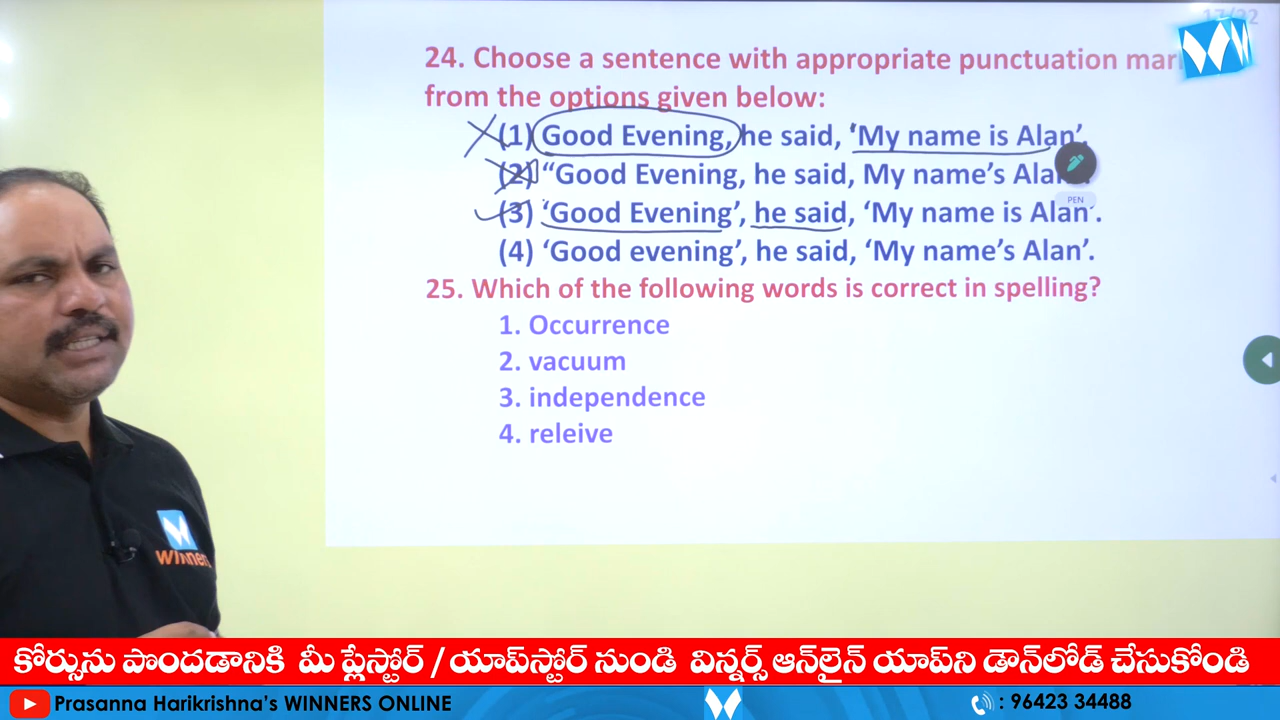 17/22
24. Choose a sentence with appropriate punctuation mar
from the options given below:
(1) Good Evening, he said, ‘My name is Alan’.
(2) “Good Evening, he said, My name’s
PEN
(3) ‘Good Evening’, he said, ‘My name is Alan’.
(4) ‘Good evening’, he said, ‘My name’s Alan’.
25. Which of the following words is correct in spelling?
1. Occurrence
2. vacuum
3. independence
4. releive
Winners
కోర్సును పొందడానికి మీ ప్లేస్టోర్ / యాప్‌స్టోర్ నుండి విన్నర్స్ ఆన్‌లైన్ యాప్‌ని డౌన్‌లోడ్ చేసుకోండి
Prasanna Harikrishna’s WINNERS ONLINE
: 96423 34488